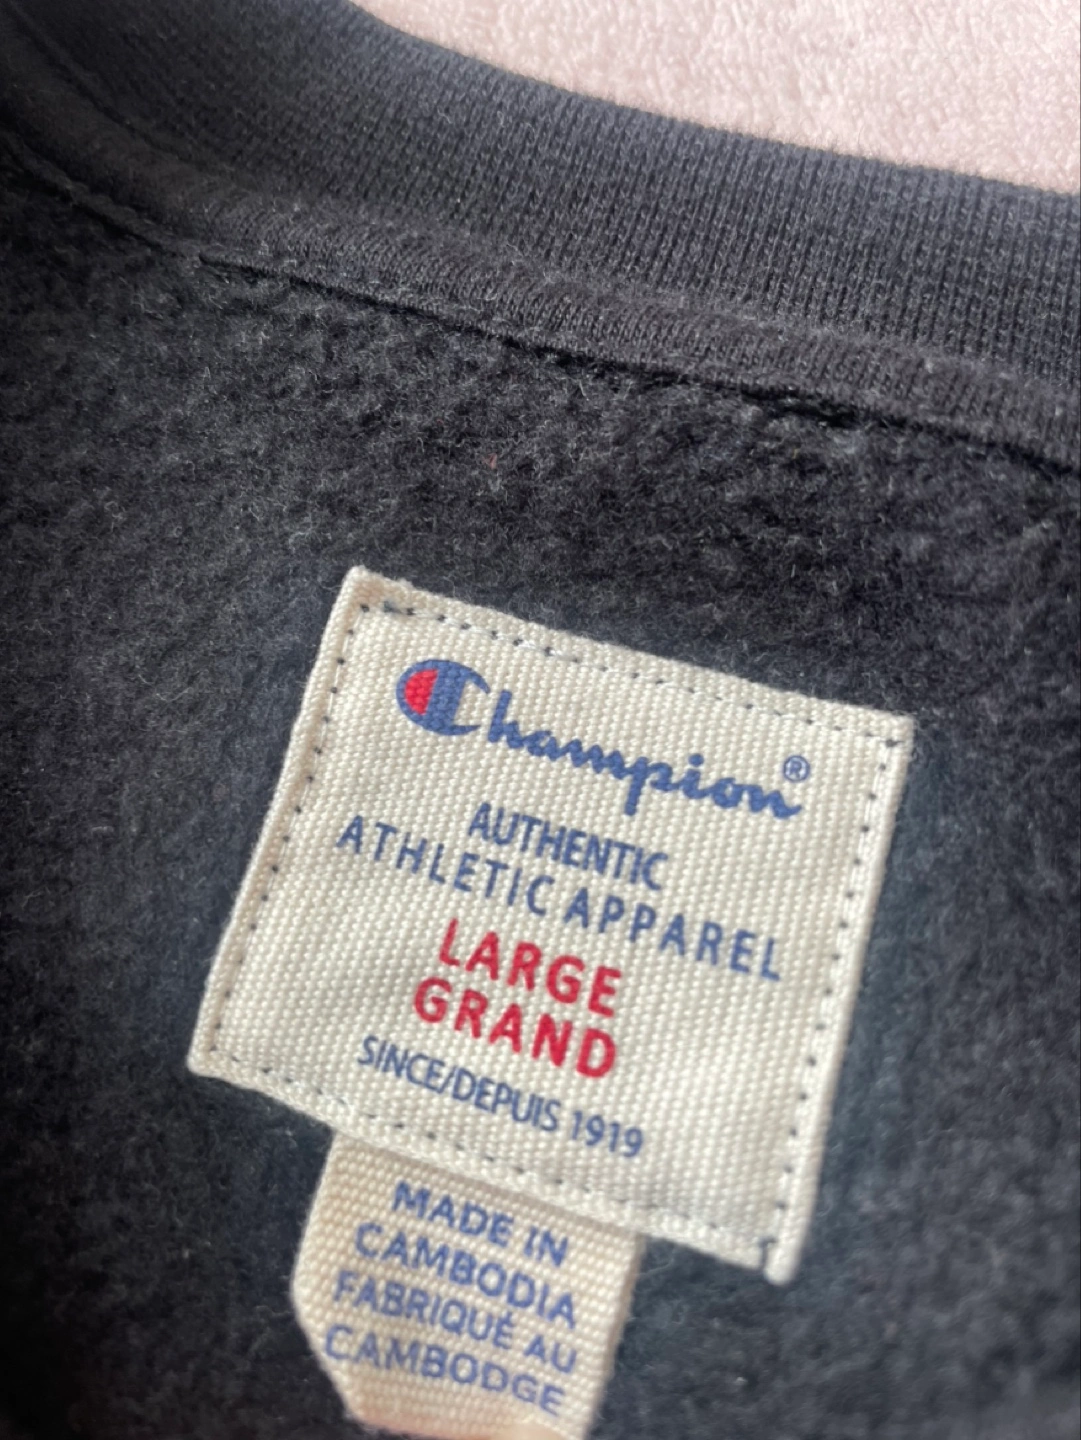 Champion®
AUTHENTIC
ATHLETIC APPAREL
LARGE
GRAND
SINCE/DEPUIS 1919
MADE IN
CAMBODIA
FABRIQUÉ AU
CAMBODGE